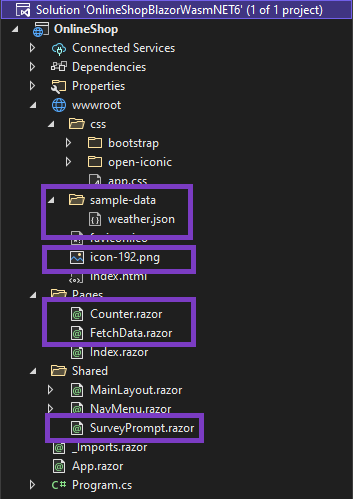 Solution 'OnlineShopBlazorWasmNET6' (1 of 1 project)
OnlineShop
Connected Services
Dependencies
Properties
wwwroot
css
bootstrap
open-iconic
app.css
sample-data
weather.json
favicon.ico
icon-192.png
index.html
Pages
Counter.razor
FetchData.razor
Index.razor
Shared
MainLayout.razor
NavMenu.razor
SurveyPrompt.razor
_Imports.razor
App.razor
C# Program.cs